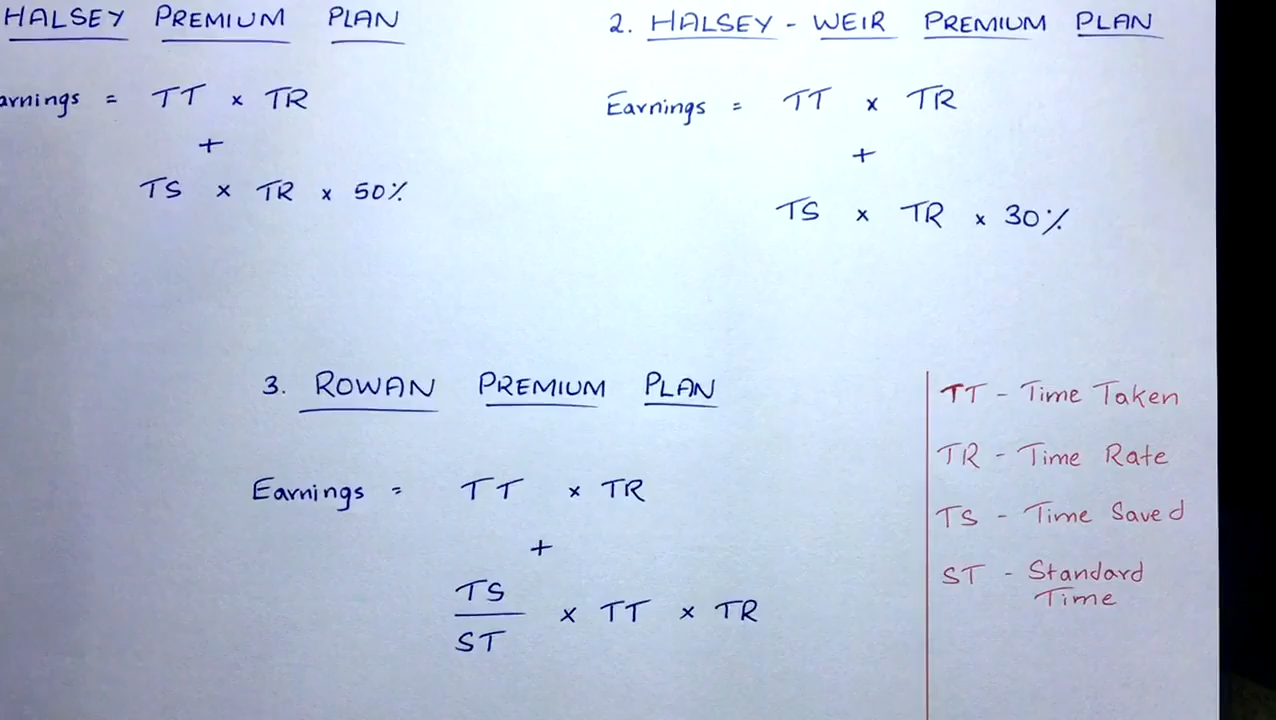 HALSEY PREMIUM PLAN
arnings = TT × TR
+
TS × TR × 50%
2. HALSEY - WEIR PREMIUM PLAN
Earnings = TT × TR
+
TS × TR × 30%
3. ROWAN PREMIUM PLAN
Earnings = TT × TR
+
TS
ST × TT × TR
TT - Time Taken
TR - Time Rate
TS - Time Saved
ST - Standard
Time